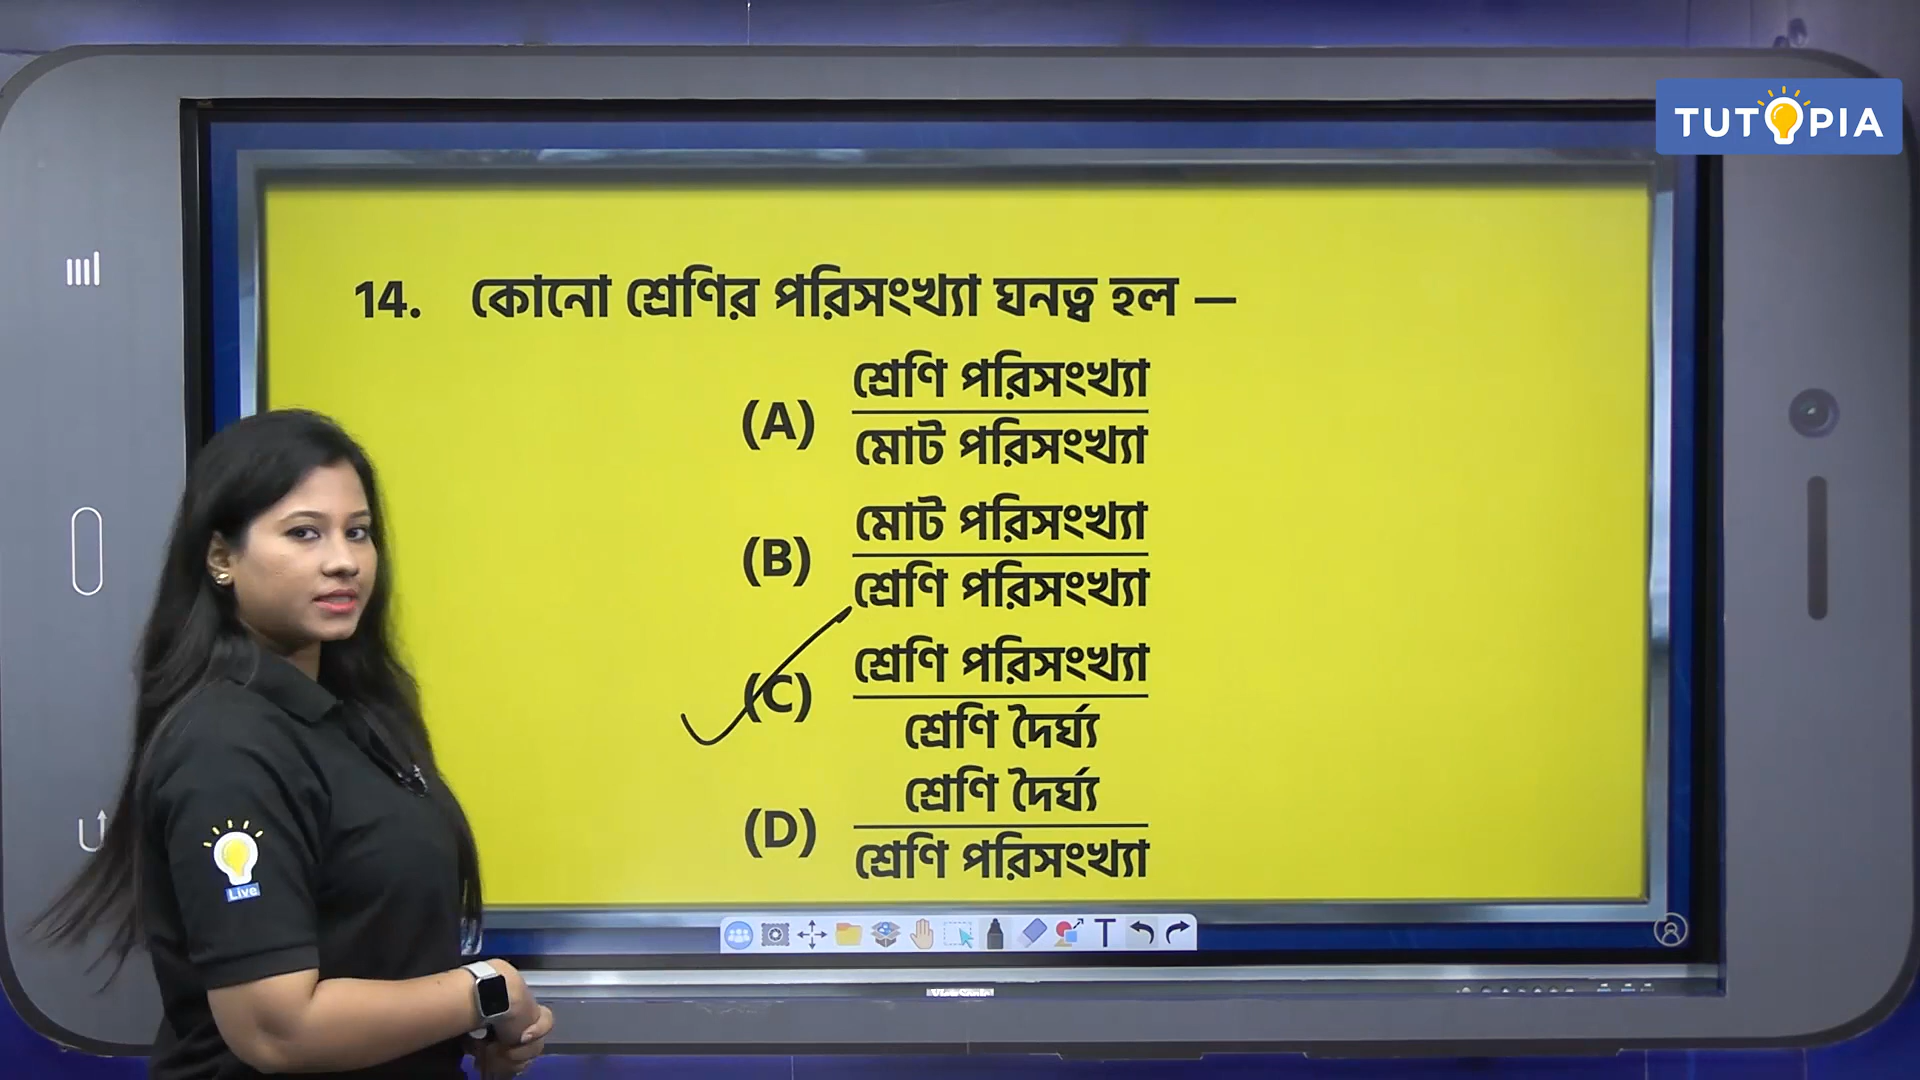 TUTOPIA
14. কোনো শ্রেণির পরিসংখ্যা ঘনত্ব হল —
(A) শ্রেণি পরিসংখ্যা
মোট পরিসংখ্যা
(B) মোট পরিসংখ্যা
শ্রেণি পরিসংখ্যা
(C) শ্রেণি পরিসংখ্যা
শ্রেণি দৈর্ঘ্য
(D) শ্রেণি দৈর্ঘ্য
শ্রেণি পরিসংখ্যা
Live
T